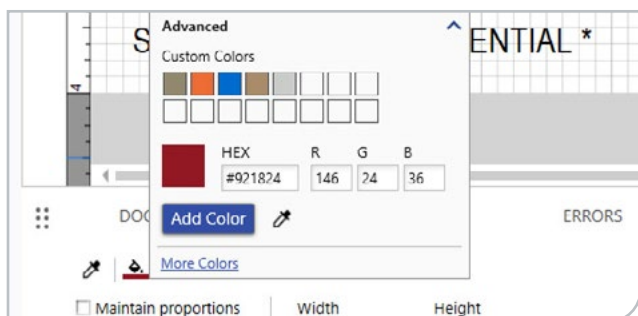 Advanced
S
ENTIAL *
Custom Colors
4
HEX R G B
#921824 146 24 36
DOC
Add Color
ERRORS
More Colors
Maintain proportions Width Height